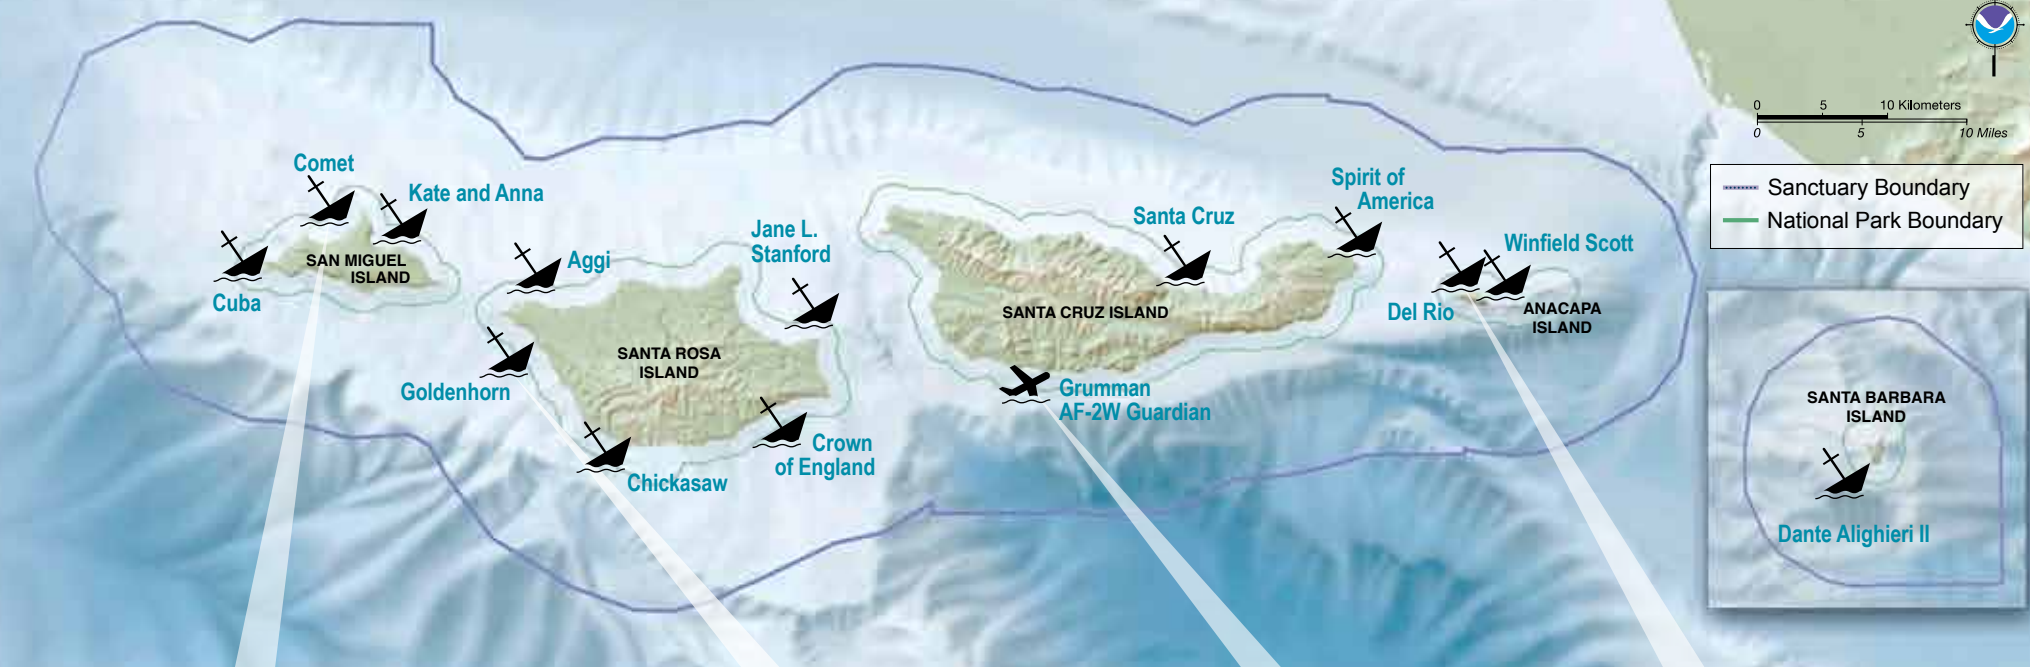 0 5 10 Kilometers
0 5 10 Miles
Sanctuary Boundary
National Park Boundary
Comet
Kate and Anna
Cuba
SAN MIGUEL
ISLAND
Aggi
Jane L.
Stanford
Goldenhorn
SANTA ROSA
ISLAND
Chickasaw
Crown
of England
Santa Cruz
SANTA CRUZ ISLAND
Spirit of
America
Grumman
AF-2W Guardian
Winfield Scott
Del Rio
ANACAPA
ISLAND
SANTA BARBARA
ISLAND
Dante Alighieri II